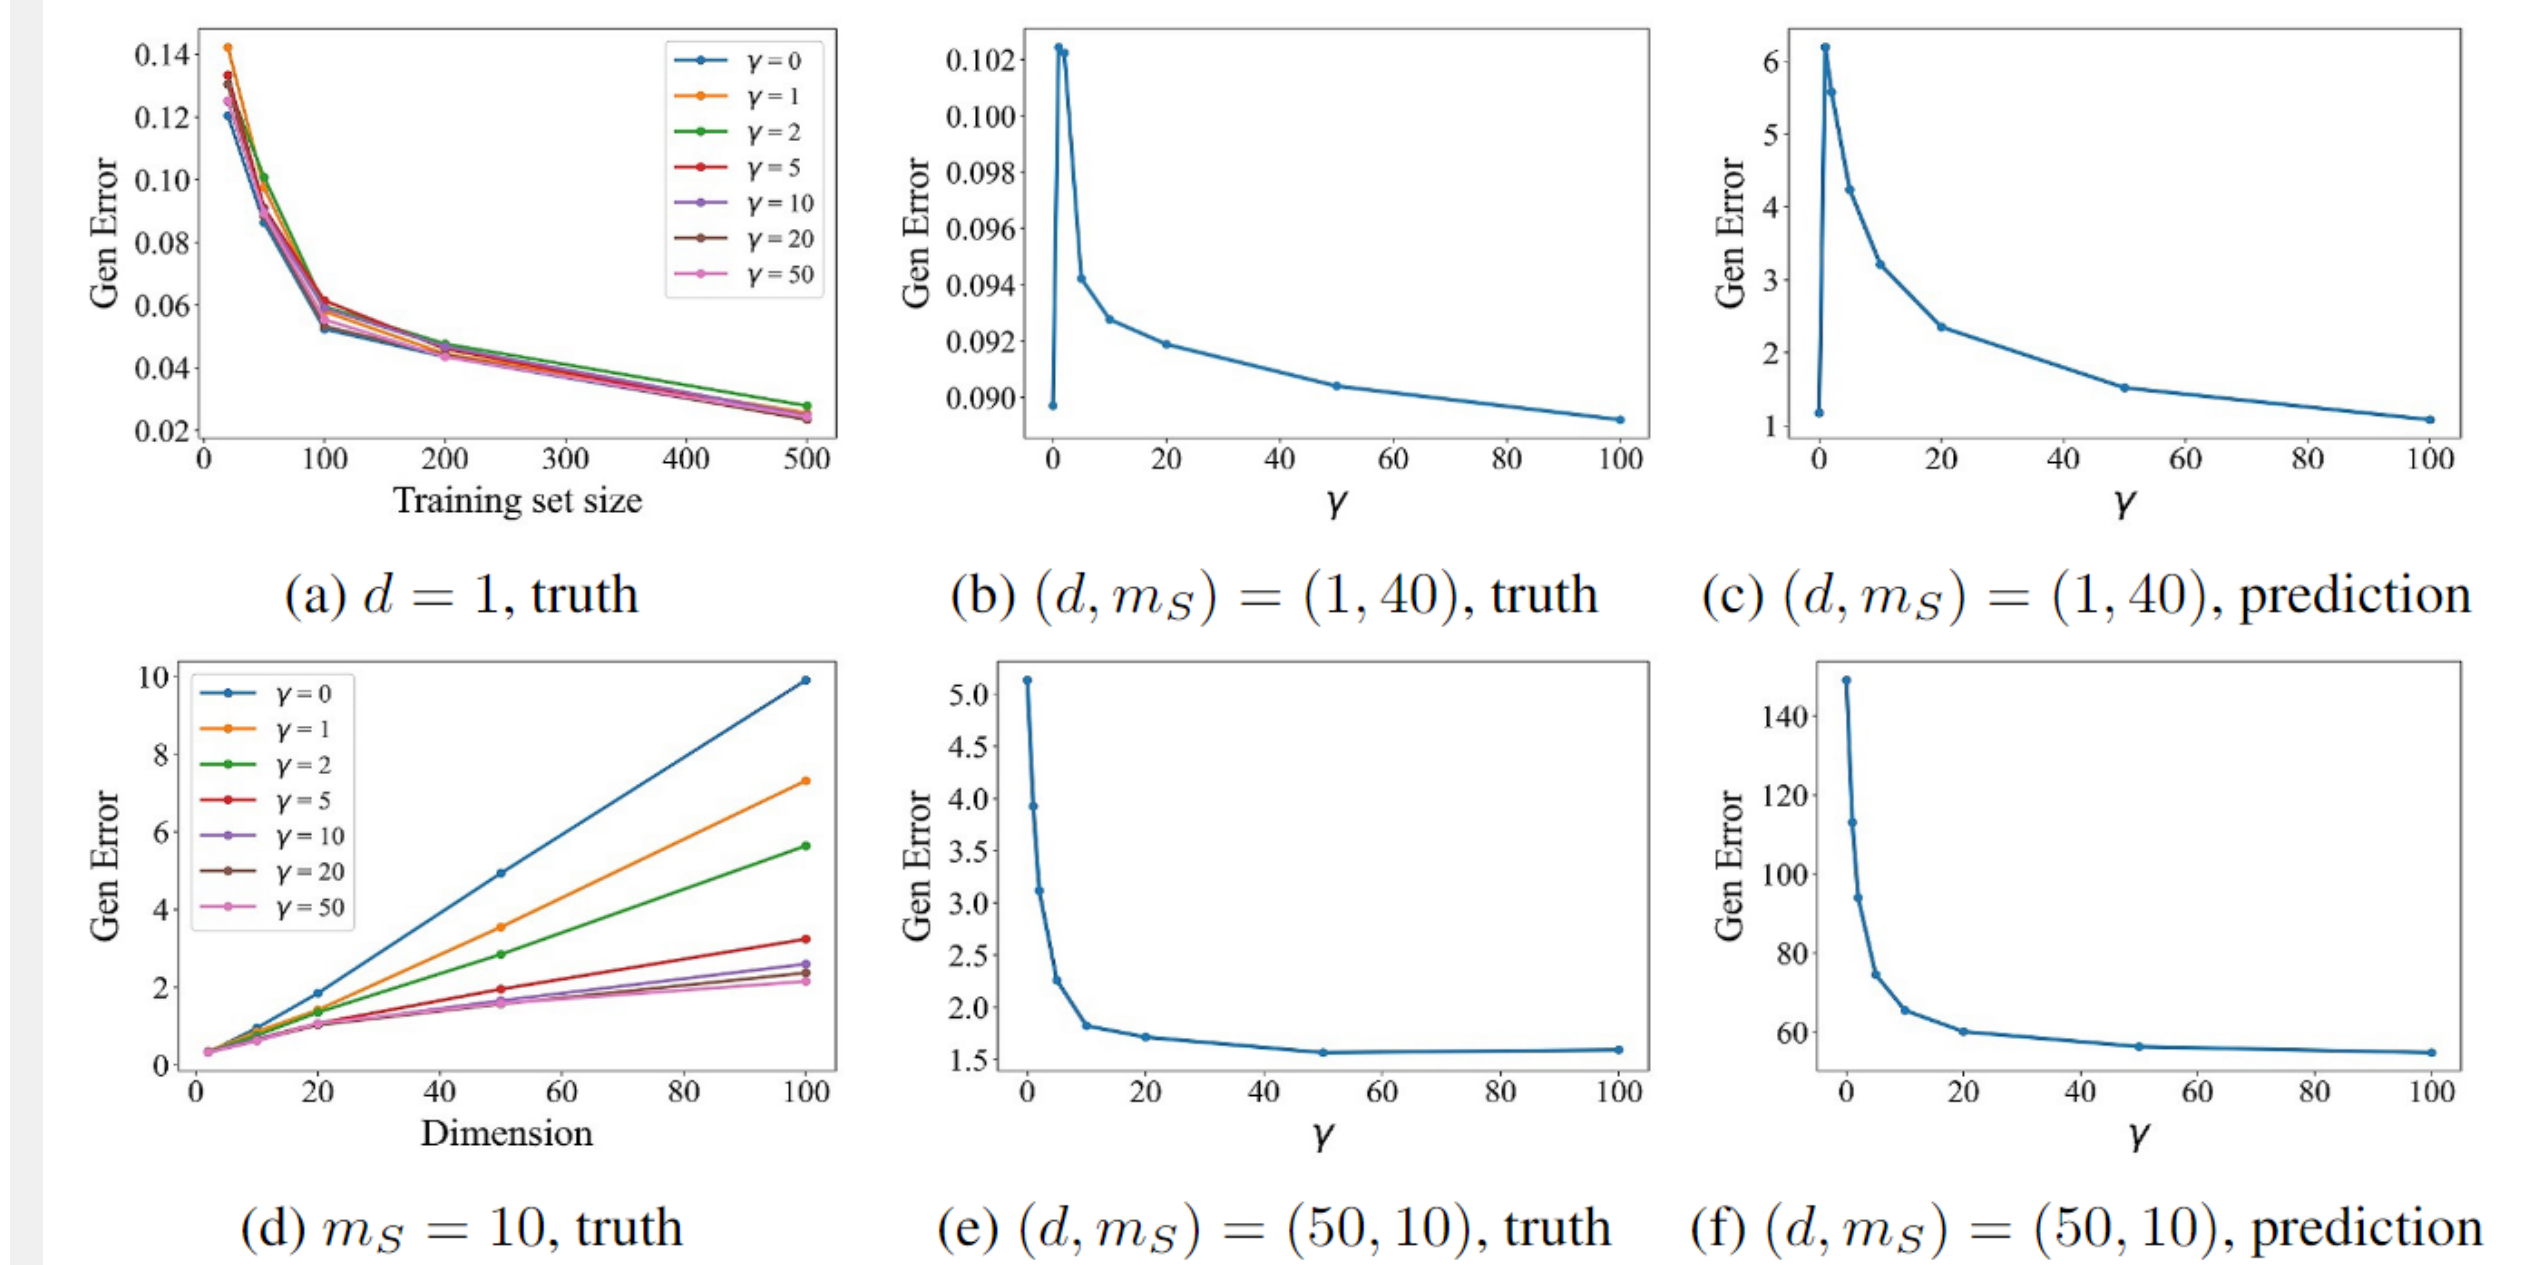 0.14
0.12
0.10
0.08
0.06
0.04
0.02
Gen Error
0 100 200 300 400 500
Training set size
γ = 0
γ = 1
γ = 2
γ = 5
γ = 10
γ = 20
γ = 50
(a) d = 1, truth
0.102
0.100
0.098
0.096
0.094
0.092
0.090
Gen Error
0 20 40 60 80 100
γ
(b) (d, m_S) = (1, 40), truth
6
5
4
3
2
1
Gen Error
0 20 40 60 80 100
γ
(c) (d, m_S) = (1, 40), prediction
10
8
6
4
2
0
Gen Error
0 20 40 60 80 100
Dimension
γ = 0
γ = 1
γ = 2
γ = 5
γ = 10
γ = 20
γ = 50
(d) m_S = 10, truth
5.0
4.5
4.0
3.5
3.0
2.5
2.0
1.5
Gen Error
0 20 40 60 80 100
γ
(e) (d, m_S) = (50, 10), truth
140
120
100
80
60
Gen Error
0 20 40 60 80 100
γ
(f) (d, m_S) = (50, 10), prediction